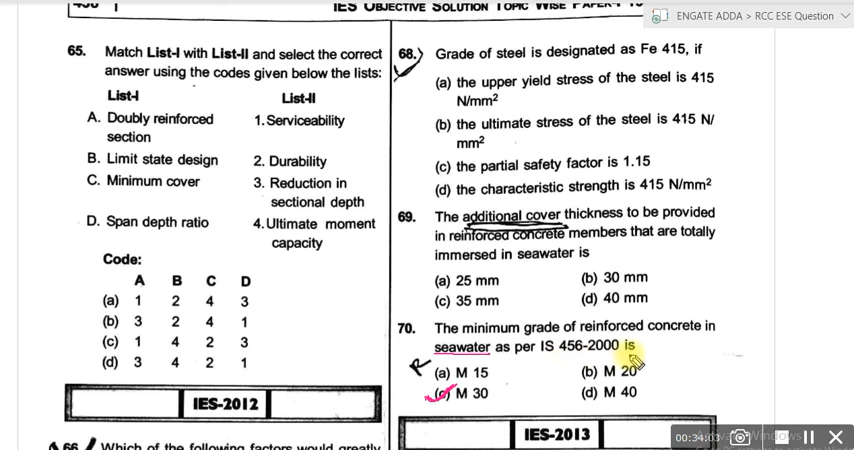 IES OBJECTIVE SOLUTION TOPIC WISE PAPER-
ENGATE ADDA > RCC ESE Question
65. Match List-I with List-II and select the correct
answer using the codes given below the lists:
List-I List-II
A. Doubly reinforced 1. Serviceability
section
B. Limit state design 2. Durability
C. Minimum cover 3. Reduction in
sectional depth
D. Span depth ratio 4. Ultimate moment
capacity
Code:
A B C D
(a) 1 2 4 3
(b) 3 2 4 1
(c) 1 4 2 3
(d) 3 4 2 1
IES-2012
66 Which of the following factors would greatly
68. Grade of steel is designated as Fe 415, if
(a) the upper yield stress of the steel is 415
N/mm²
(b) the ultimate stress of the steel is 415 N/
mm²
(c) the partial safety factor is 1.15
(d) the characteristic strength is 415 N/mm²
69. The additional cover thickness to be provided
in reinforced concrete members that are totally
immersed in seawater is
(a) 25 mm (b) 30 mm
(c) 35 mm (d) 40 mm
70. The minimum grade of reinforced concrete in
seawater as per IS 456-2000 is
(a) M 15 (b) M 20
(c) M 30 (d) M 40
IES-2013
00:34:03